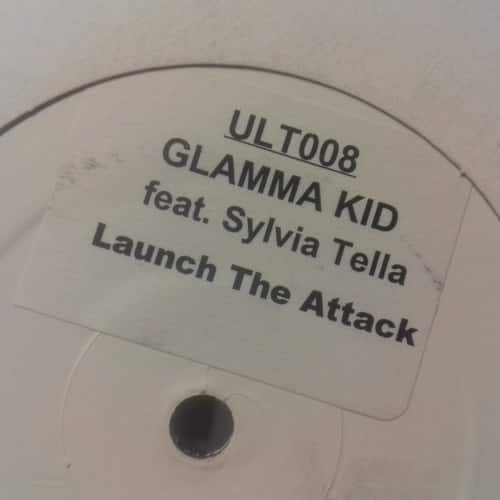 ULT008
GLAMMA KID
feat. Sylvia Tella
Launch The Attack